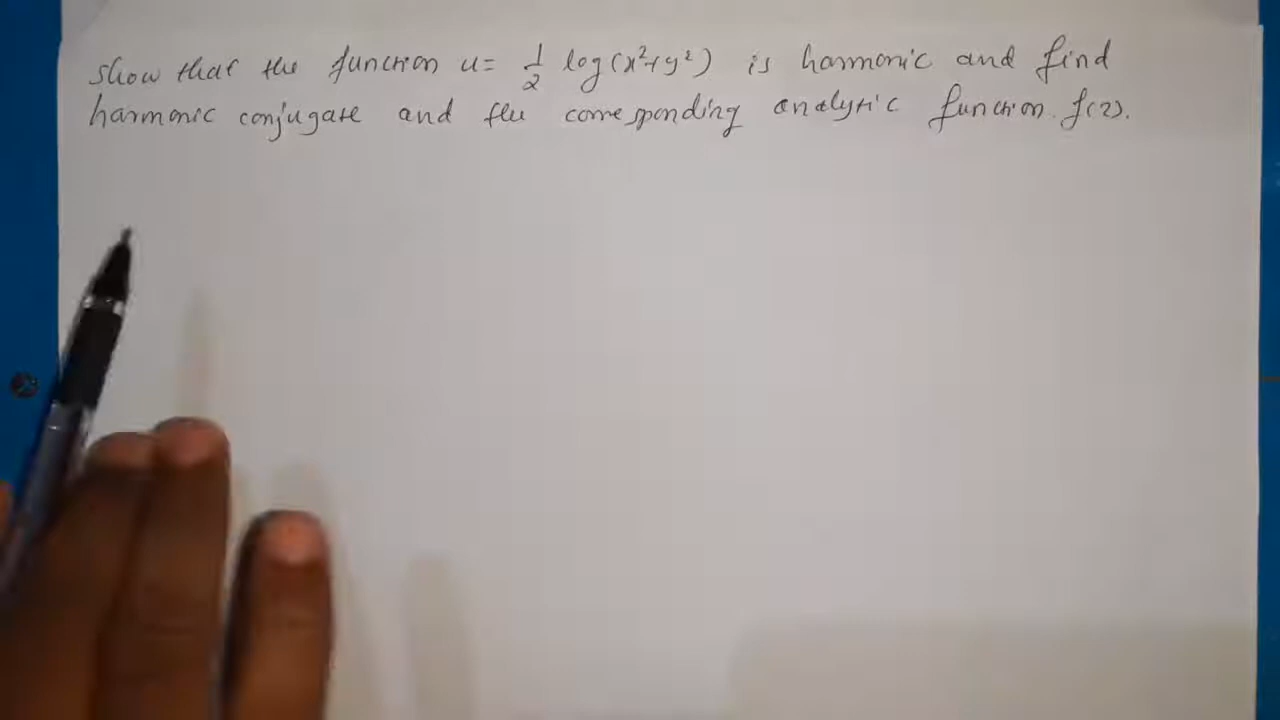 show that the function u = 1/2 log(x²+y²) is harmonic and find
harmonic conjugate and the corresponding analytic function f(z).